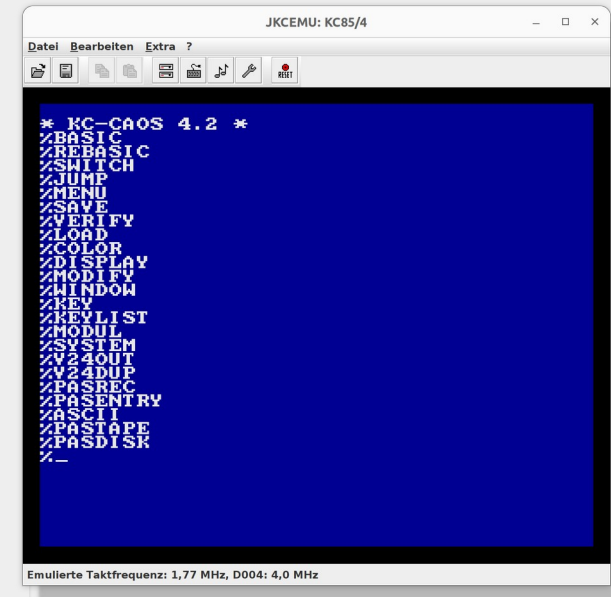 JKCEMU: KC85/4
Datei Bearbeiten Extra ?
RESET
* KC-CAOS 4.2 *
%BASIC
%REBASIC
%SWITCH
%JUMP
%MENU
%SAVE
%VERIFY
%LOAD
%COLOR
%DISPLAY
%MODIFY
%WINDOW
%KEY
%KEYLIST
%MODUL
%SYSTEM
%V24OUT
%V24DUP
%PASREC
%PASENTRY
%ASCII
%PASTAPE
%PASDISK
%_
Emulierte Taktfrequenz: 1,77 MHz, D004: 4,0 MHz